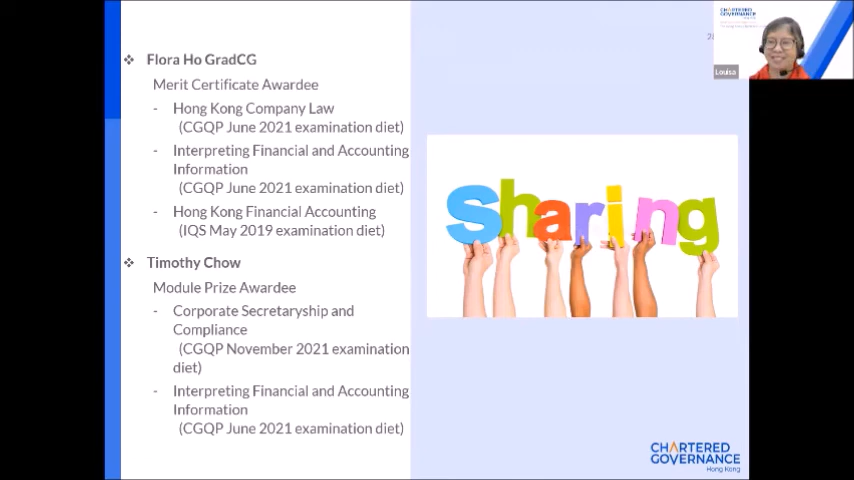 ❖ Flora Ho GradCG
Merit Certificate Awardee
- Hong Kong Company Law
(CGQP June 2021 examination diet)
- Interpreting Financial and Accounting
Information
(CGQP June 2021 examination diet)
- Hong Kong Financial Accounting
(IQS May 2019 examination diet)
❖ Timothy Chow
Module Prize Awardee
- Corporate Secretaryship and
Compliance
(CGQP November 2021 examination
diet)
- Interpreting Financial and Accounting
Information
(CGQP June 2021 examination diet)
sharing
CHARTERED
GOVERNANCE
Louisa
CHARTERED
GOVERNANCE
Hong Kong